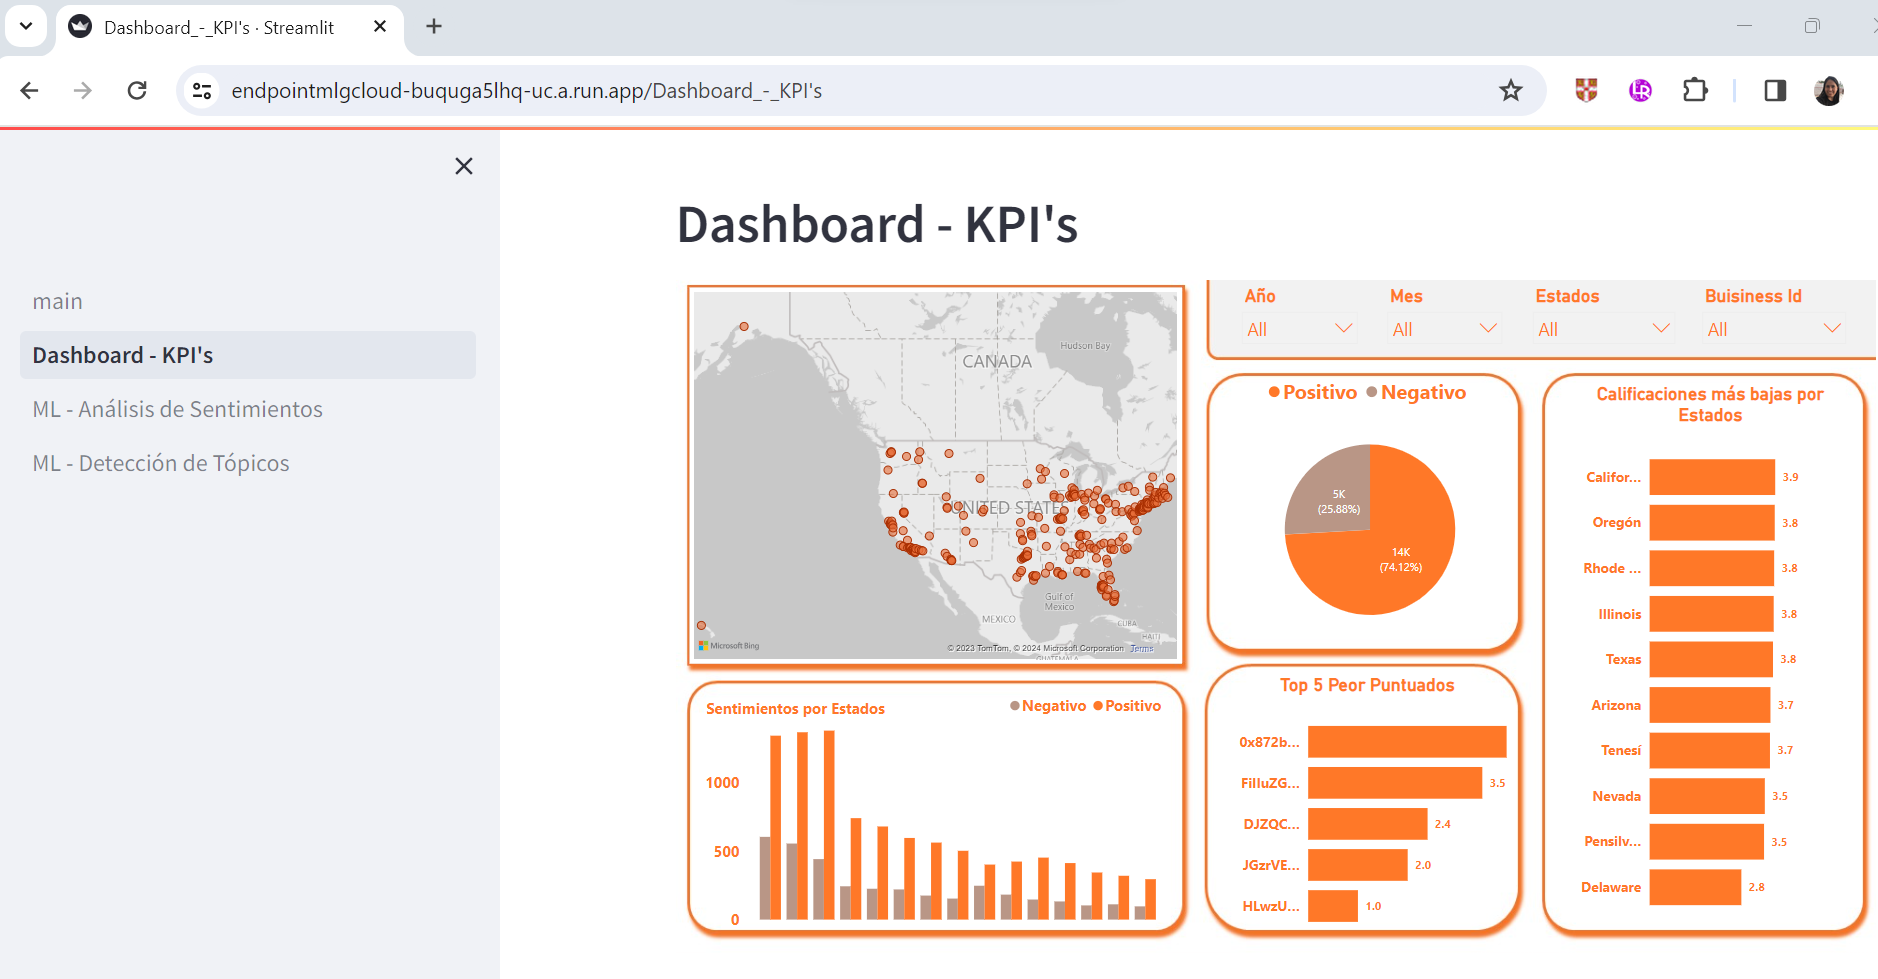 Dashboard_-_KPI's · Streamlit
endpointmlgcloud-buquga5lhq-uc.a.run.app/Dashboard_-_KPI's
main
Dashboard - KPI's
ML - Análisis de Sentimientos
ML - Detección de Tópicos
Dashboard - KPI's
CANADA
Hudson Bay
UNITED STATES
Gulf of
Mexico
MEXICO
CUBA
HAITI
GUATEMALA
Microsoft Bing
© 2023 TomTom, © 2024 Microsoft Corporation Terms
Año Mes Estados Buisiness Id
All All All All
Positivo Negativo
5K
(25.88%)
14K
(74.12%)
Calificaciones más bajas por
Estados
Califor... 3.9
Oregón 3.8
Rhode ... 3.8
Illinois 3.8
Texas 3.8
Arizona 3.7
Tenesí 3.7
Nevada 3.5
Pensilv... 3.5
Delaware 2.8
Sentimientos por Estados Negativo Positivo
1000
500
0
Top 5 Peor Puntuados
0x872b...
FilluZG... 3.5
DJZQC... 2.4
JGzrVE... 2.0
HLwzU... 1.0